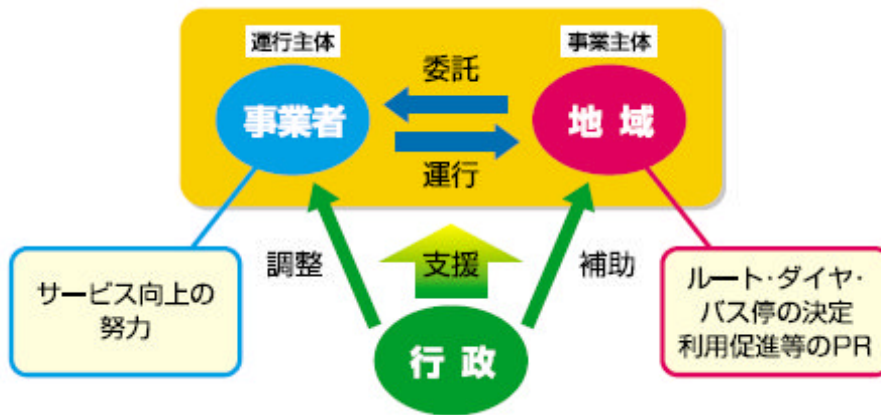 運行主体
事業主体
委託
事業者
地域
運行
調整
支援
補助
サービス向上の
努力
ルート・ダイヤ・
バス停の決定
利用促進等のPR
行政